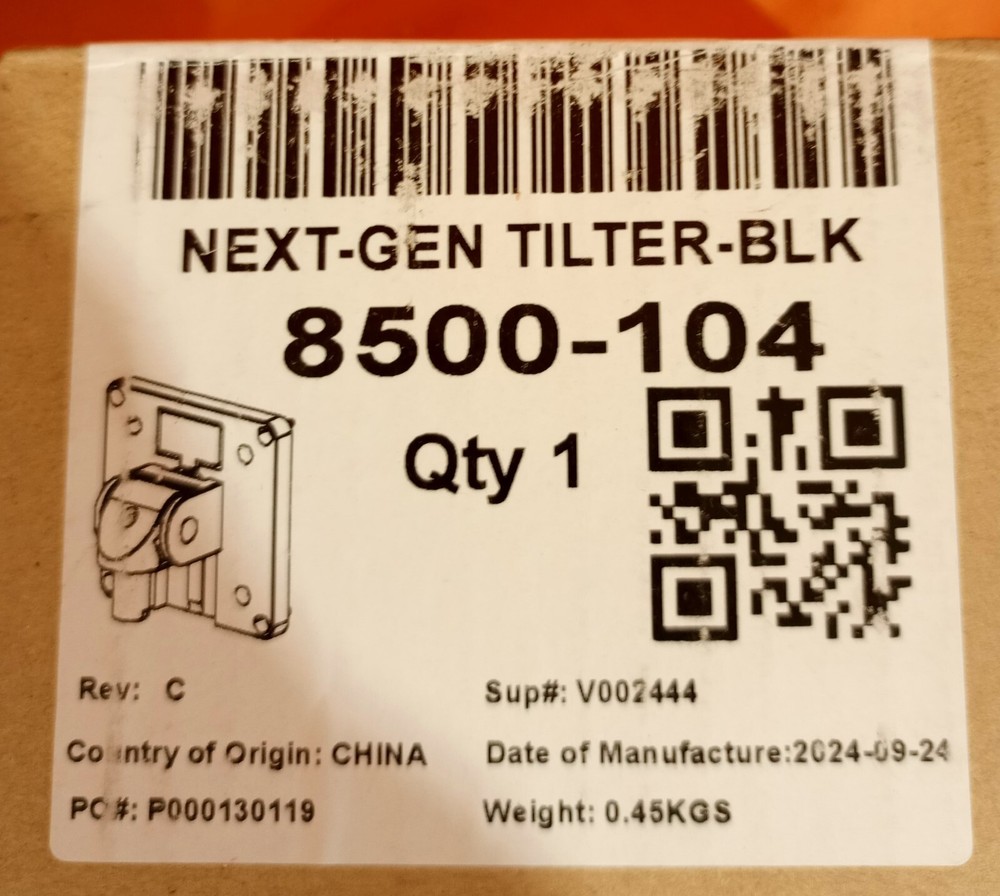 NEXT-GEN TILTER-BLK
8500-104
Qty 1
Rev: C
Sup#: V002444
Country of Origin: CHINA
Date of Manufacture:2024-09-24
PO#: P000130119
Weight: 0.45KGS